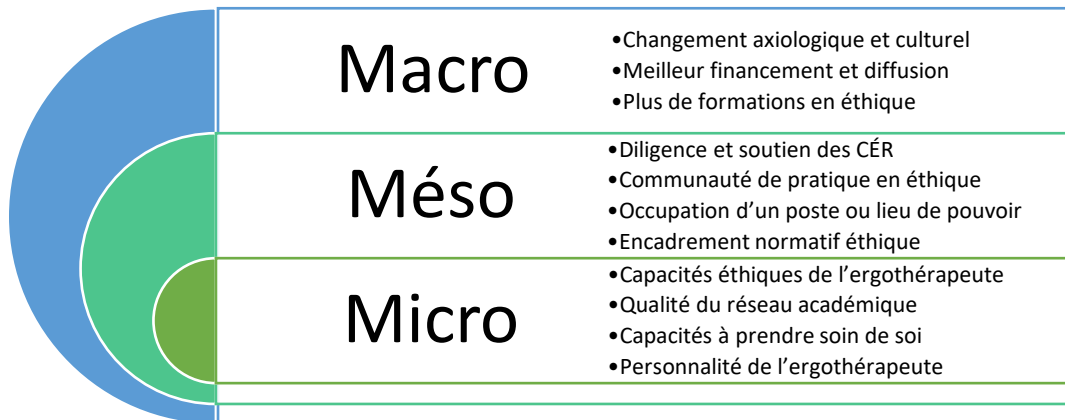 Macro
•Changement axiologique et culturel
•Meilleur financement et diffusion
•Plus de formations en éthique
Méso
•Diligence et soutien des CÉR
•Communauté de pratique en éthique
•Occupation d’un poste ou lieu de pouvoir
•Encadrement normatif éthique
Micro
•Capacités éthiques de l’ergothérapeute
•Qualité du réseau académique
•Capacités à prendre soin de soi
•Personnalité de l’ergothérapeute